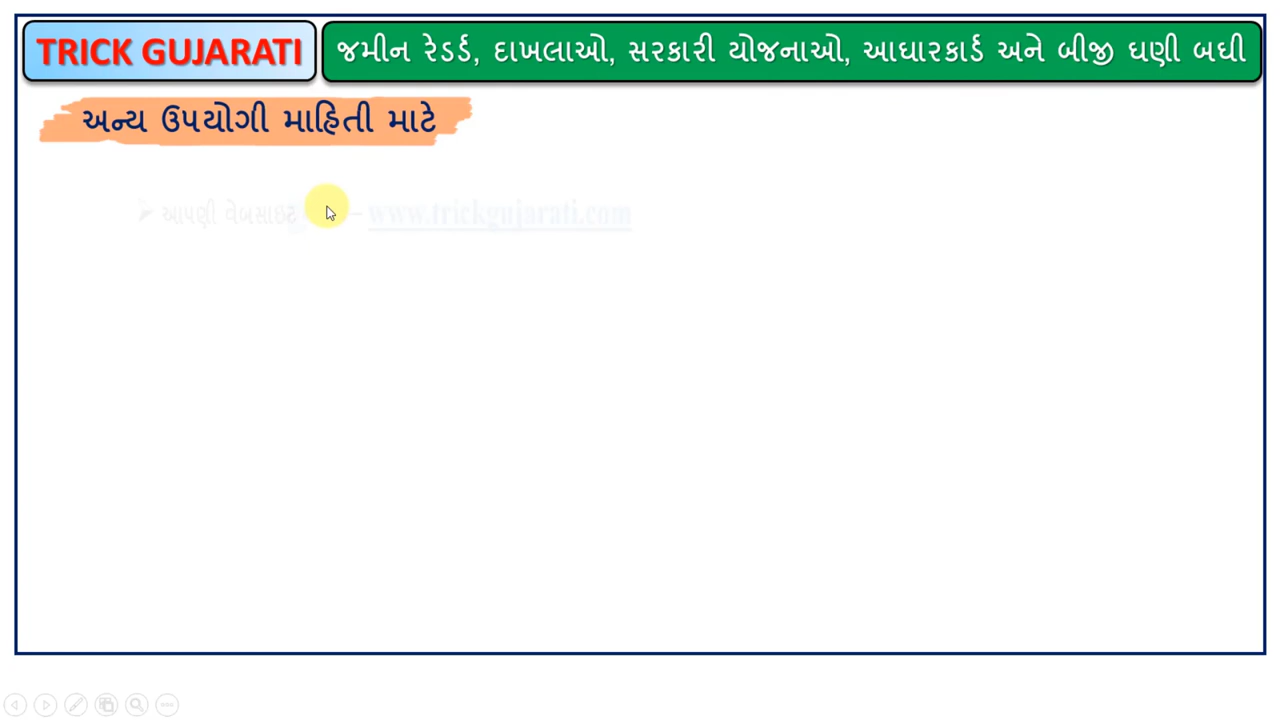 TRICK GUJARATI
જમીન રેડર્ડ, દાખલાઓ, સરકારી યોજનાઓ, આધારકાર્ડ અને બીજી ઘણી બધી
અન્ય ઉપયોગી માહિતી માટે
➢ આપણી વેબસાઇટ – www.trickgujarati.com